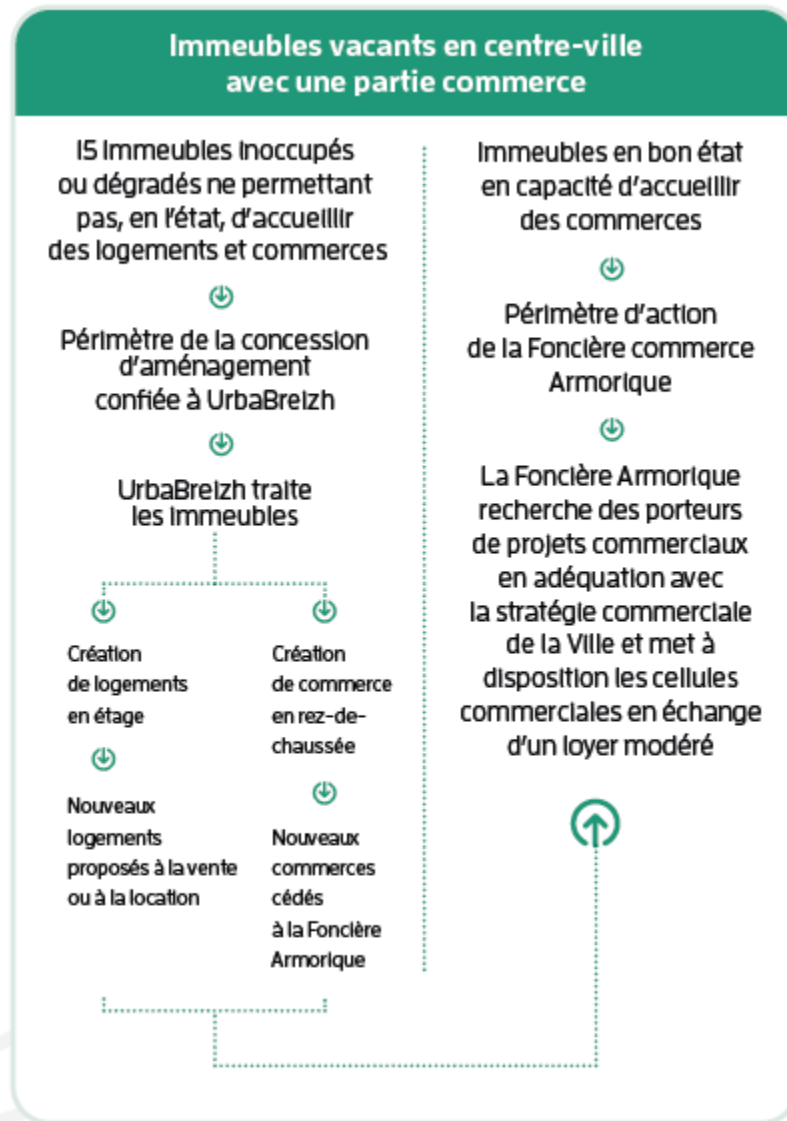 Immeubles vacants en centre-ville
avec une partie commerce
15 Immeubles inoccupés
ou dégradés ne permettant
pas, en l'état, d'accueillir
des logements et commerces
Périmètre de la concession
d'aménagement
confiée à UrbaBreizh
UrbaBreizh traite
les immeubles
Création
de logements
en étage
Nouveaux
logements
proposés à la vente
ou à la location
Création
de commerce
en rez-de-
chaussée
Nouveaux
commerces
cédés
à la Foncière
Armorique
Immeubles en bon état
en capacité d'accueillir
des commerces
Périmètre d'action
de la Foncière commerce
Armorique
La Foncière Armorique
recherche des porteurs
de projets commerciaux
en adéquation avec
la stratégie commerciale
de la Ville et met à
disposition les cellules
commerciales en échange
d'un loyer modéré